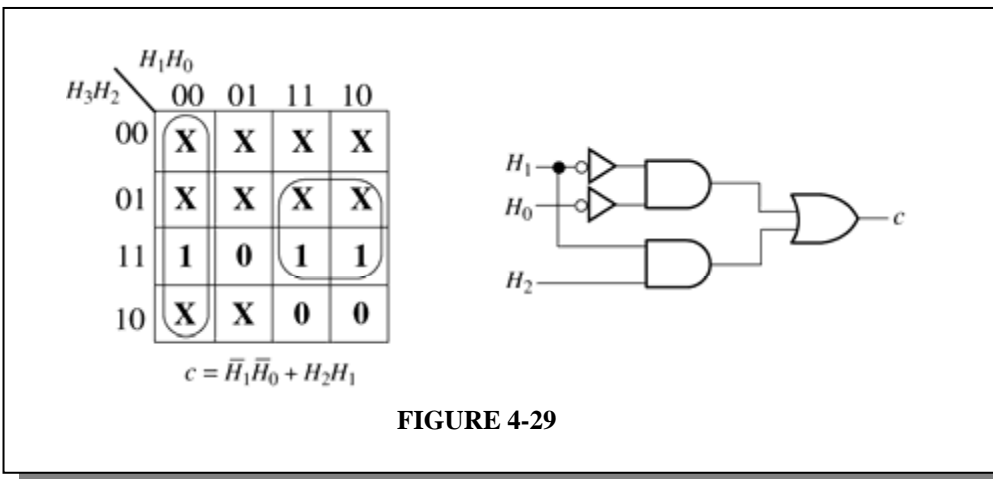 H₁H₀
H₃H₂ 00 01 11 10
00 X X X X
01 X X X X
11 1 0 1 1
10 X X 0 0
c = H̅₁H̅₀ + H₂H₁
H₁
H₀
H₂
c
FIGURE 4-29